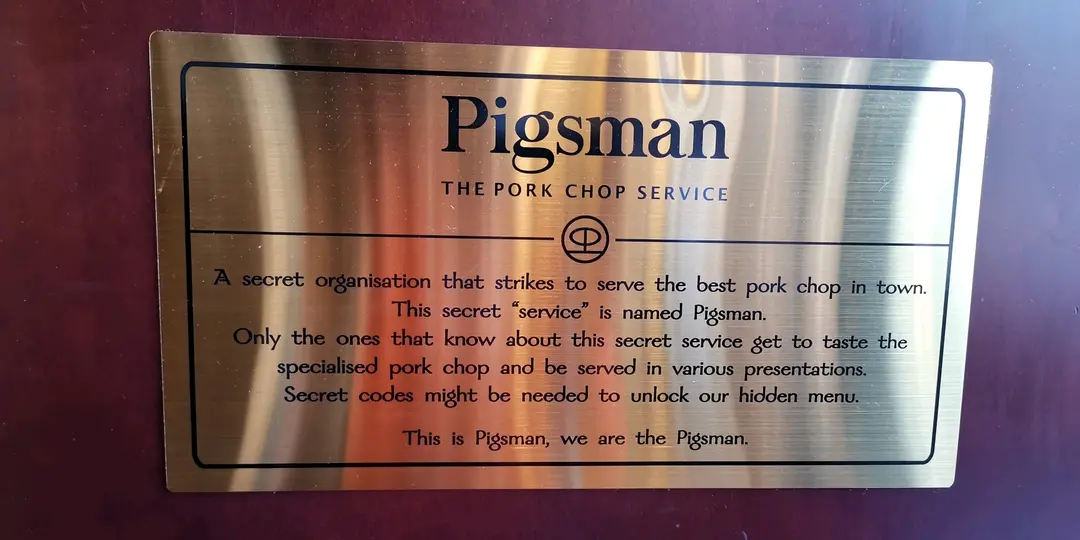 Pigsman
THE PORK CHOP SERVICE
A secret organisation that strikes to serve the best pork chop in town.
This secret “service” is named Pigsman.
Only the ones that know about this secret service get to taste the
specialised pork chop and be served in various presentations.
Secret codes might be needed to unlock our hidden menu.
This is Pigsman, we are the Pigsman.